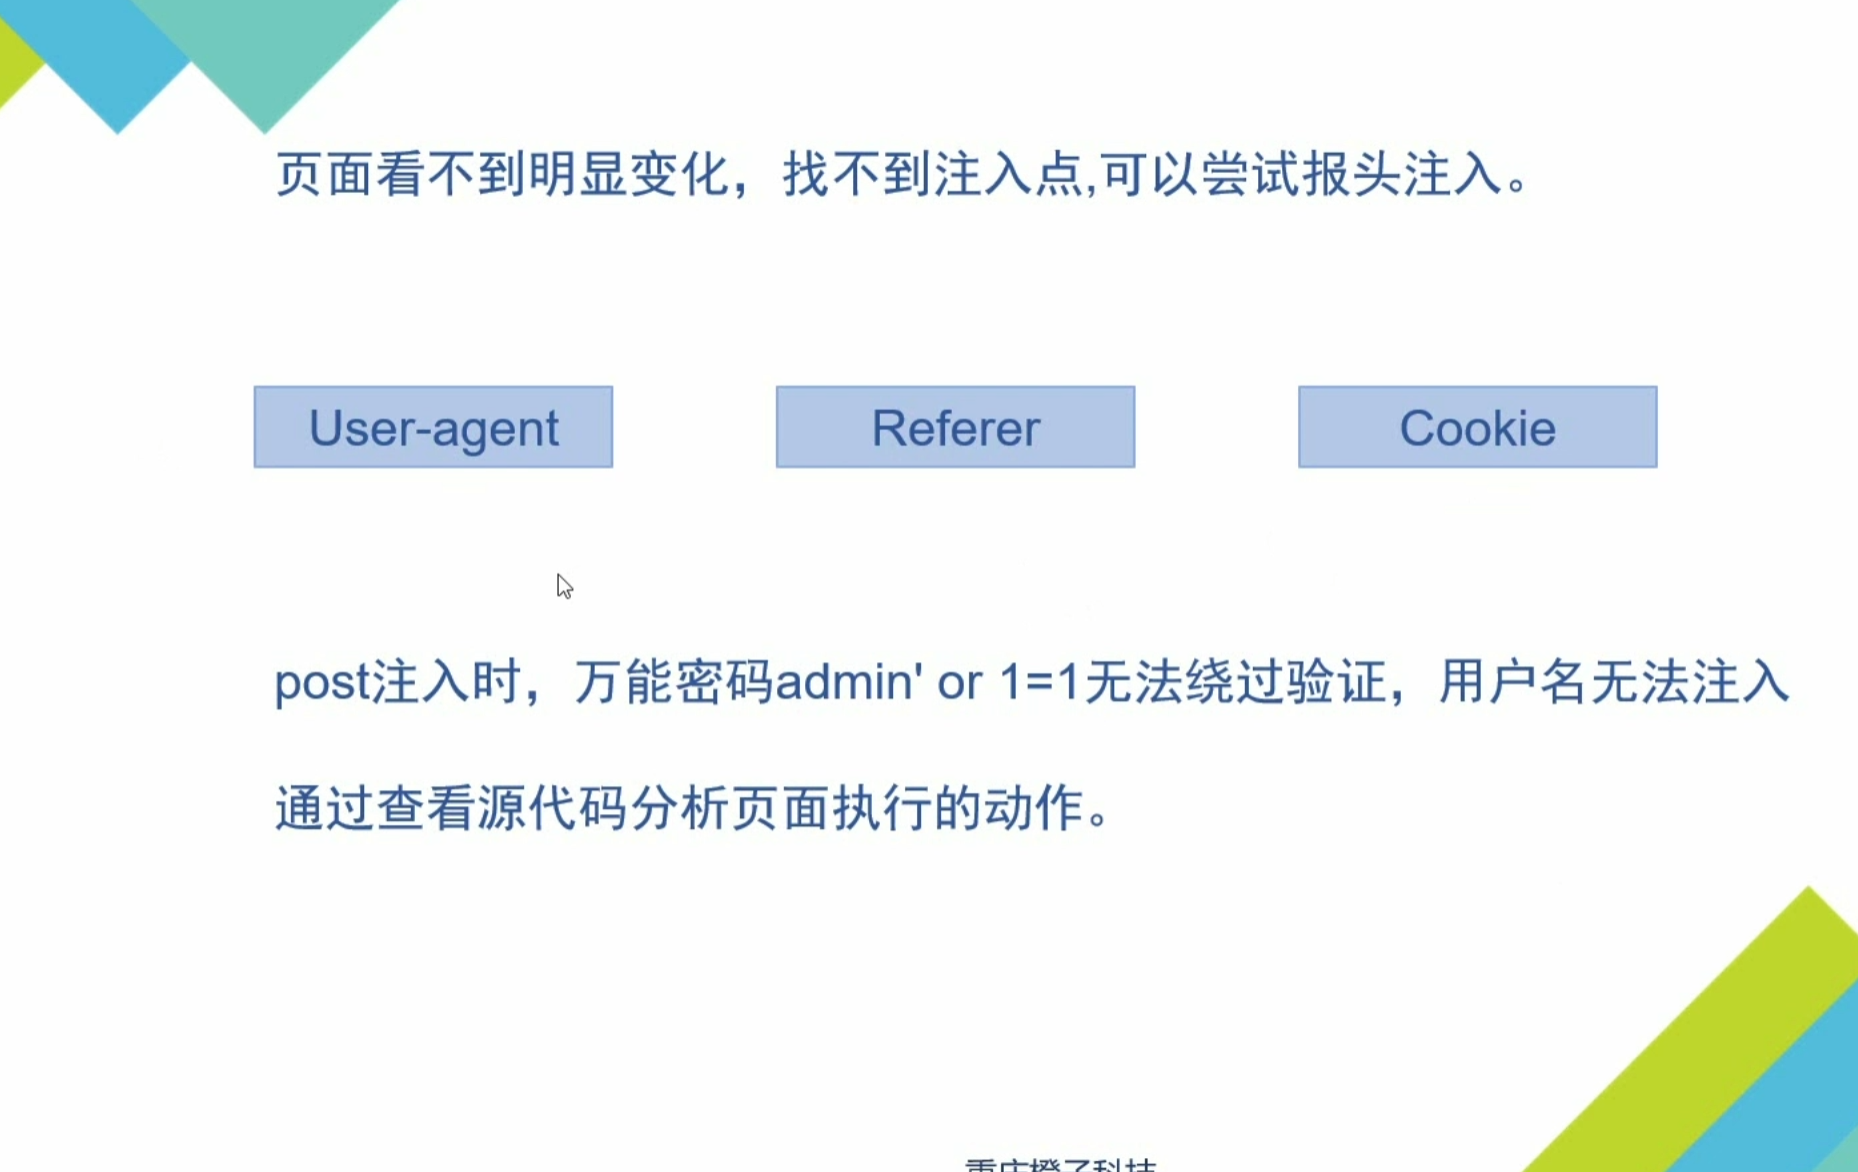 页面看不到明显变化，找不到注入点,可以尝试报头注入。
User-agent
Referer
Cookie
post注入时，万能密码admin' or 1=1无法绕过验证，用户名无法注入
通过查看源代码分析页面执行的动作。
重庆橙子科技